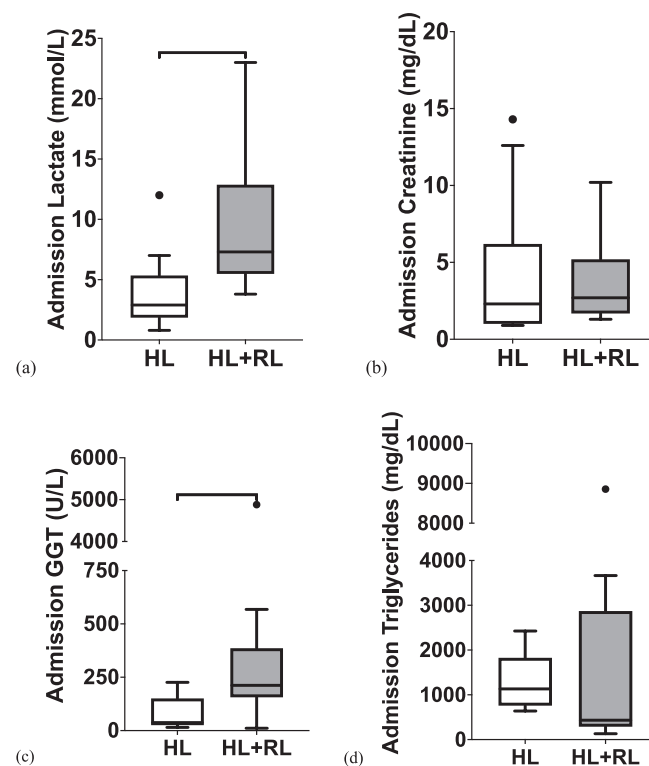 Admission Lactate (mmol/L)
25
20
15
10
5
0
HL HL+RL
(a)
Admission Creatinine (mg/dL)
20
15
10
5
0
HL HL+RL
(b)
Admission GGT (U/L)
6000
5000
4000
750
500
250
0
HL HL+RL
(c)
Admission Triglycerides (mg/dL)
10000
9000
8000
4000
3000
2000
1000
0
HL HL+RL
(d)